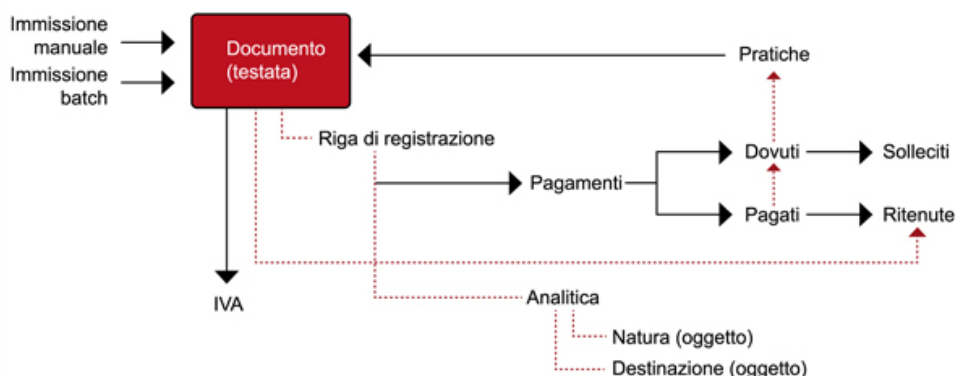 Immissione
manuale
Immissione
batch
Documento
(testata)
Pratiche
Riga di registrazione
Dovuti
Solleciti
Pagamenti
Pagati
Ritenute
IVA
Analitica
Natura (oggetto)
Destinazione (oggetto)